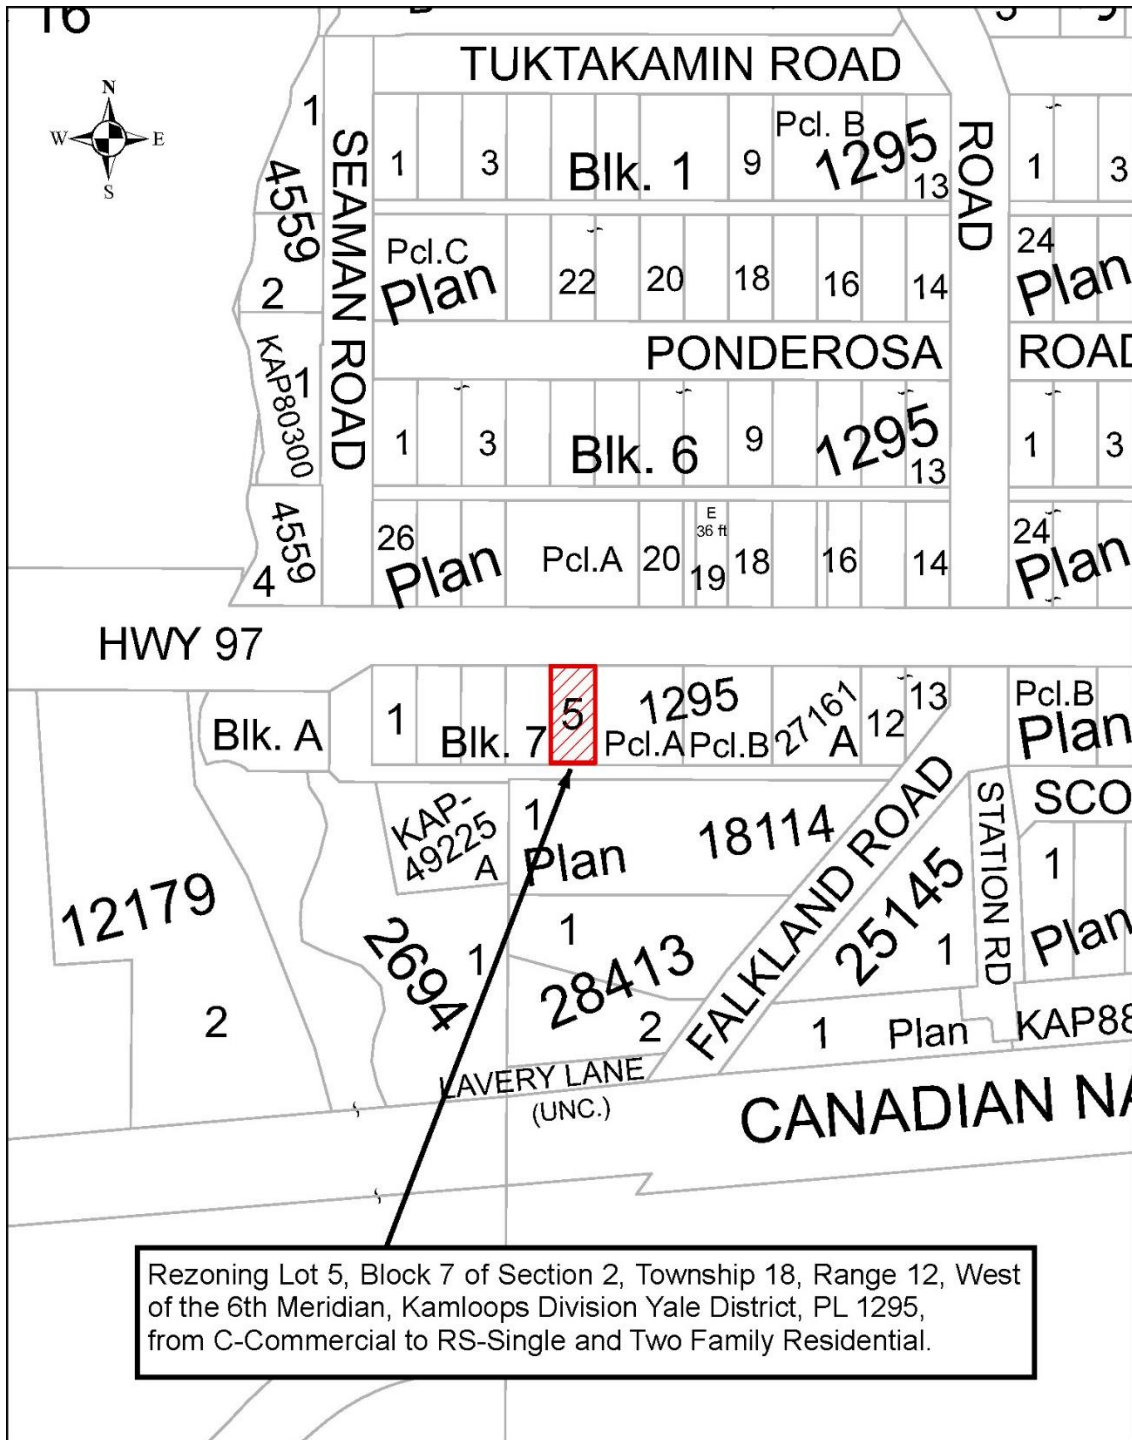 16
TUKTAKAMIN ROAD
N
W E
S
1
4559
2
SEAMAN ROAD
1 3 Blk. 1 9 Pcl. B 1295 13
ROAD
1 3
Pcl.C
Plan 22 20 18 16 14
24
Plan
PONDEROSA ROAD
1
KAP80300
1 3 Blk. 6 9 1295 13
1 3
4559
4
26
Plan Pcl.A 20 E
36 ft
19 18 16 14
24
Plan
HWY 97
Blk. A
1 Blk. 7 5 1295
Pcl.A Pcl.B 27161
A 12 13
Pcl.B
Plan
KAP-
49225
A
1
Plan 18114
FALKLAND ROAD
STATION RD
SCO
1
Plan
12179
2
2694
1
1
28413
2
25145
1
1 Plan KAP88
LAVERY LANE
(UNC.)
CANADIAN NA
Rezoning Lot 5, Block 7 of Section 2, Township 18, Range 12, West
of the 6th Meridian, Kamloops Division Yale District, PL 1295,
from C-Commercial to RS-Single and Two Family Residential.